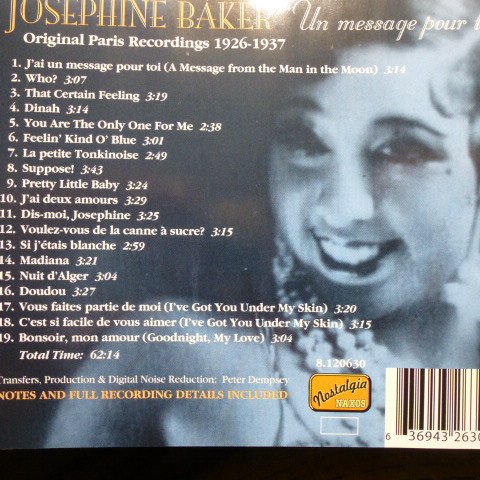 JOSEPHINE BAKER Un message pour
Original Paris Recordings 1926-1937
1. J'ai un message pour toi (A Message from the Man in the Moon) 3:14
2. Who? 3:07
3. That Certain Feeling 3:19
4. Dinah 3:14
5. You Are The Only One For Me 2:38
6. Feelin' Kind O' Blue 3:01
7. La petite Tonkinoise 2:49
8. Suppose! 3:43
9. Pretty Little Baby 3:24
10. J'ai deux amours 3:29
11. Dis-moi, Josephine 3:25
12. Voulez-vous de la canne à sucre? 3:15
13. Si j'étais blanche 2:59
14. Madiana 3:21
15. Nuit d'Alger 3:04
16. Doudou 3:27
17. Vous faites partie de moi (I've Got You Under My Skin) 3:20
18. C'est si facile de vous aimer (I've Got You Under My Skin) 3:15
19. Bonsoir, mon amour (Goodnight, My Love) 3:04
Total Time: 62:14
8.120630
Transfers, Production & Digital Noise Reduction: Peter Dempsey
NOTES AND FULL RECORDING DETAILS INCLUDED
Nostalgia
NAXOS
6 36943 2630